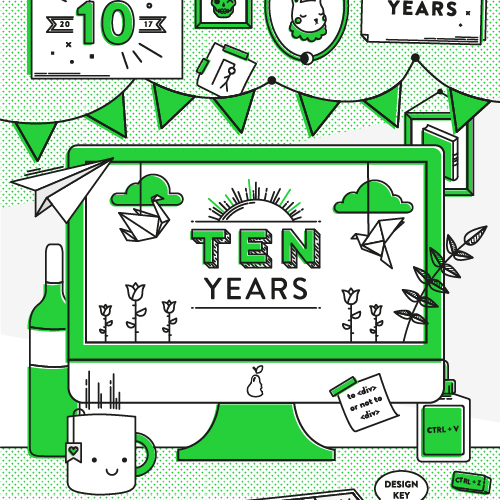 YEARS
10
20 17
TEN
YEARS
to <div>
or not to
<div>
CTRL + V
DESIGN
KEY
CTRL + Z